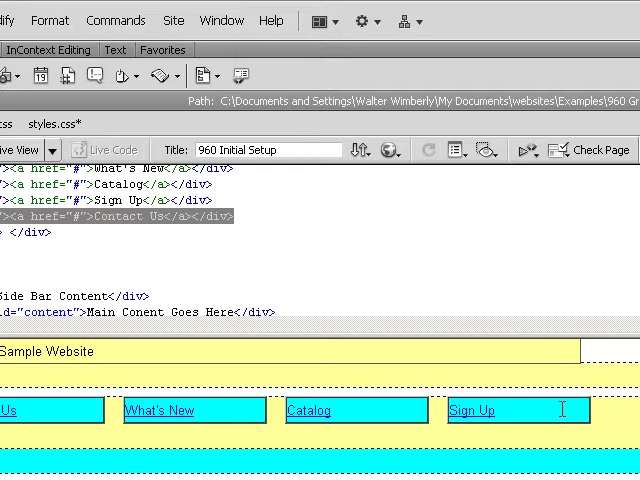 dify Format Commands Site Window Help
InContext Editing Text Favorites
19
Path: C:\Documents and Settings\Walter Wimberly\My Documents\websites\Examples\960 Gr
css styles.css*
ive View Live Code Title: 960 Initial Setup Check Page
"><a href="#">What's New</a></div>
"><a href="#">Catalog</a></div>
"><a href="#">Sign Up</a></div>
"><a href="#">Contact Us</a></div>
> </div>
Side Bar Content</div>
id="content">Main Conent Goes Here</div>
Sample Website
Us What's New Catalog Sign Up